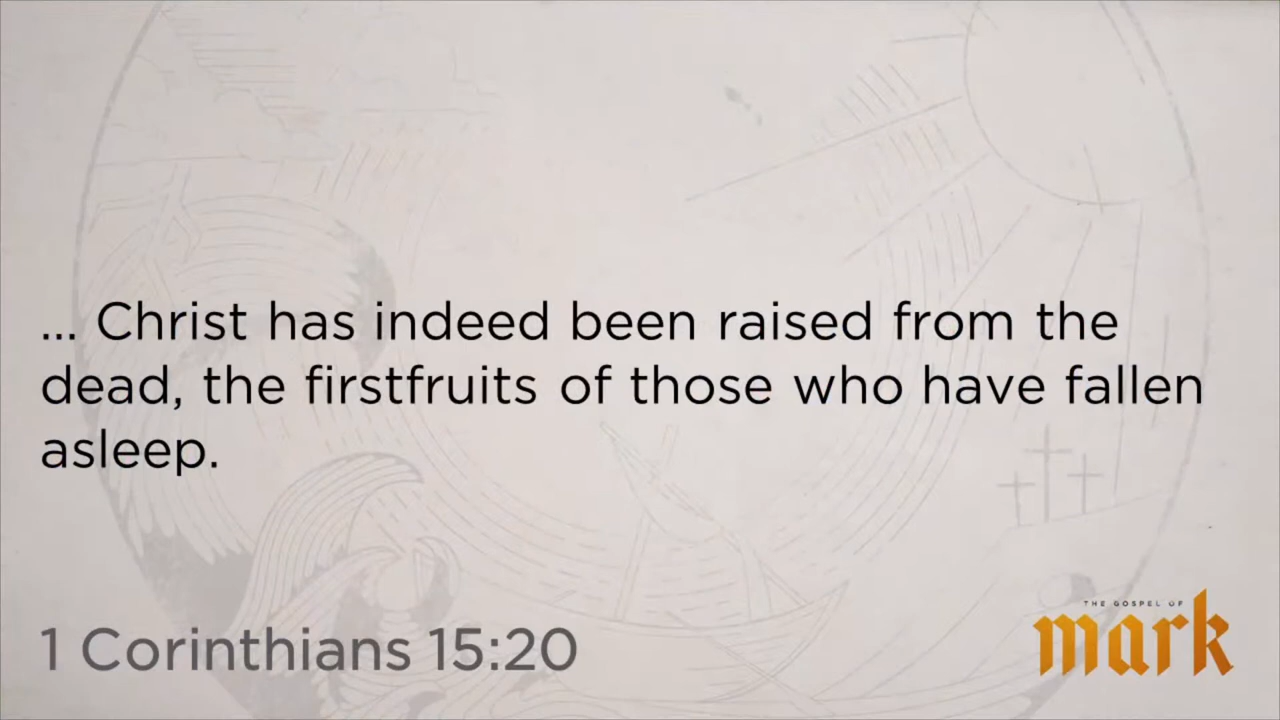 ... Christ has indeed been raised from the
dead, the firstfruits of those who have fallen
asleep.
1 Corinthians 15:20
THE GOSPEL OF
mark